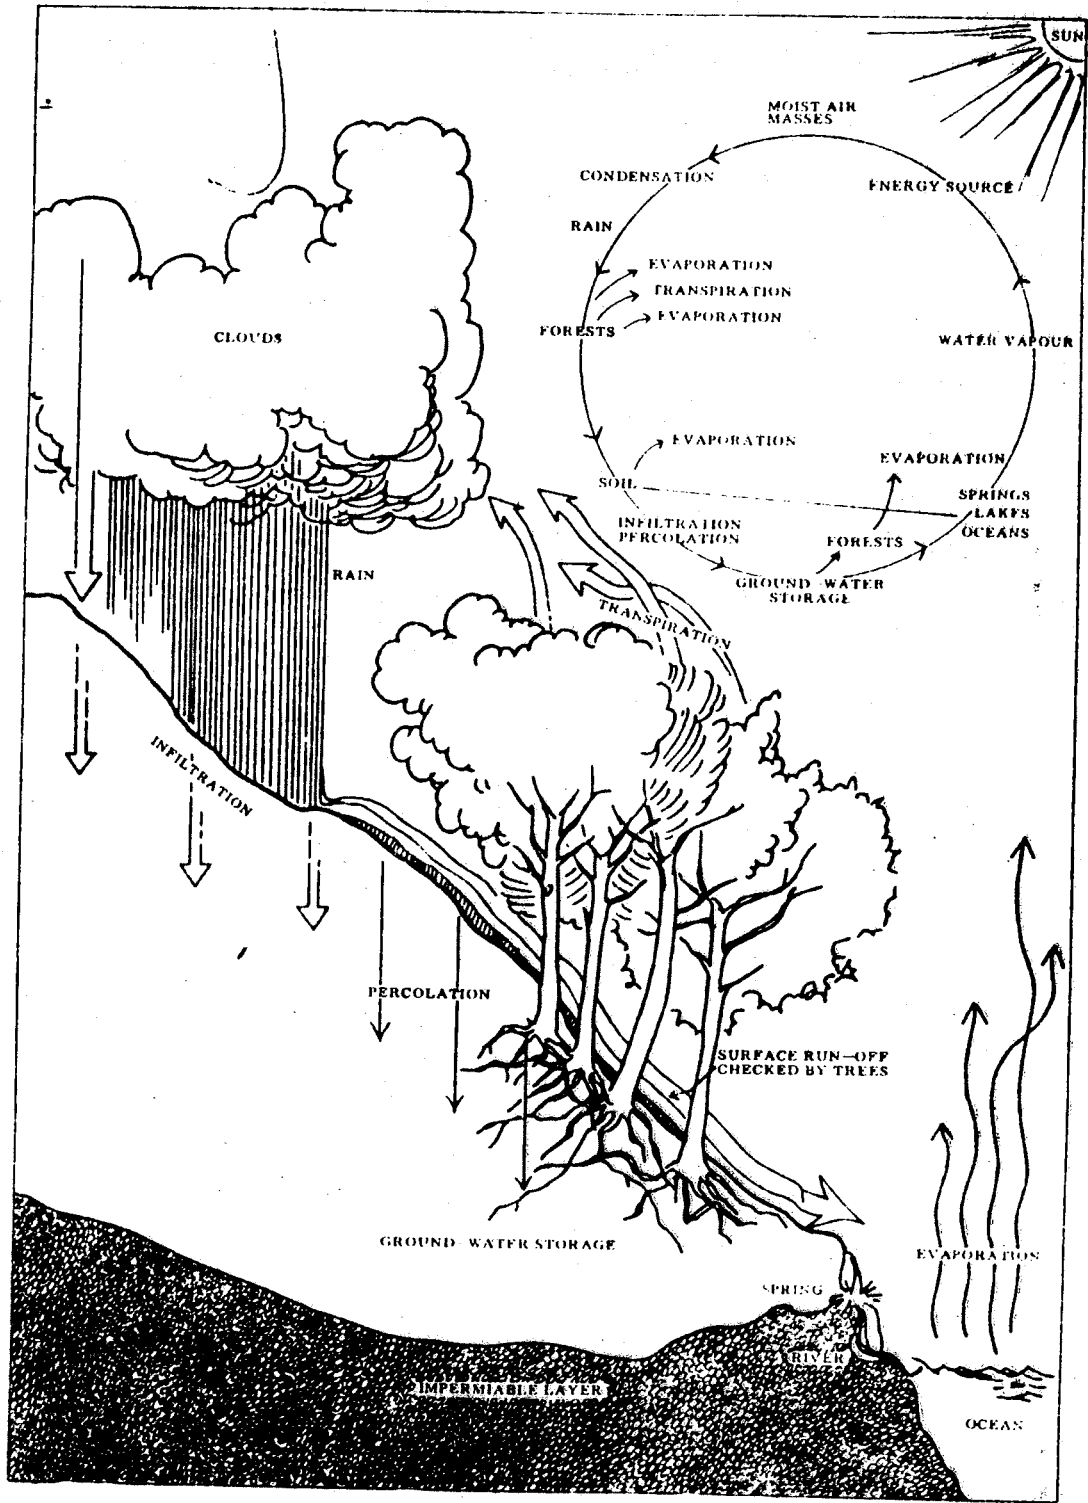 SUN
MOIST AIR
MASSES
CONDENSATION
ENERGY SOURCE
RAIN
EVAPORATION
TRANSPIRATION
EVAPORATION
FORESTS
WATER VAPOUR
CLOUDS
EVAPORATION
EVAPORATION
SOIL
SPRINGS
LAKES
OCEANS
INFILTRATION
PERCOLATION
FORESTS
GROUND-WATER
STORAGE
RAIN
TRANSPIRATION
INFILTRATION
PERCOLATION
SURFACE RUN-OFF
CHECKED BY TREES
GROUND-WATER STORAGE
EVAPORATION
SPRING
RIVER
IMPERMIABLE LAYER
OCEAN